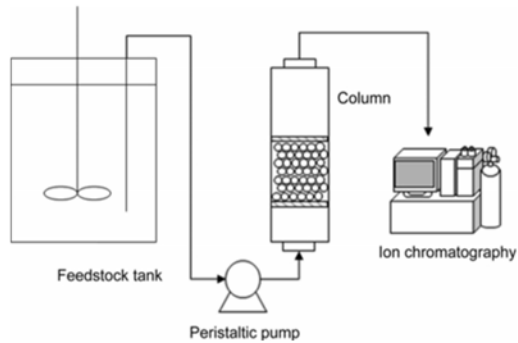 Column
Ion chromatography
Feedstock tank
Peristaltic pump